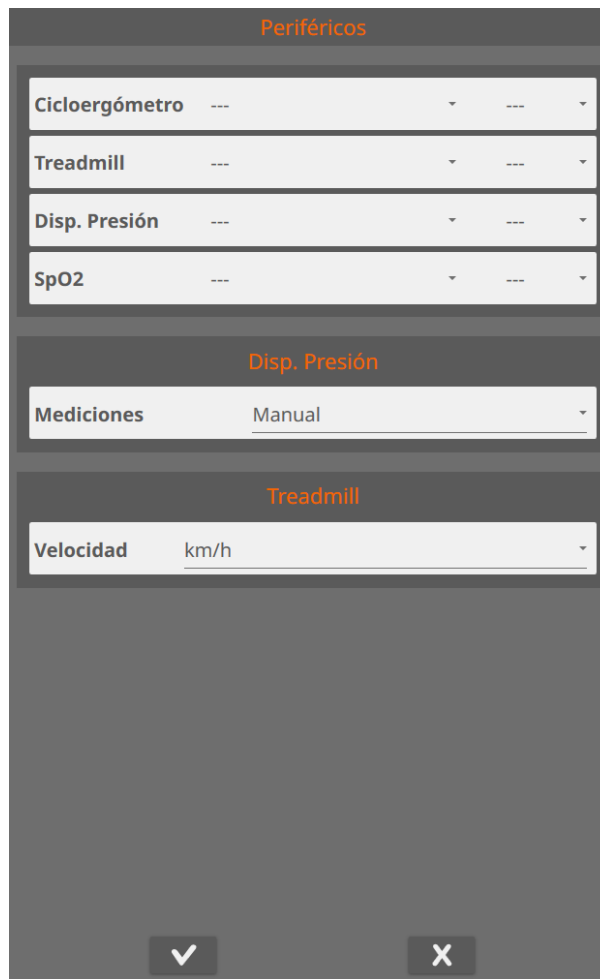 Periféricos
Cicloergómetro --- ---
Treadmill --- ---
Disp. Presión --- ---
SpO2 --- ---
Disp. Presión
Mediciones Manual
Treadmill
Velocidad km/h